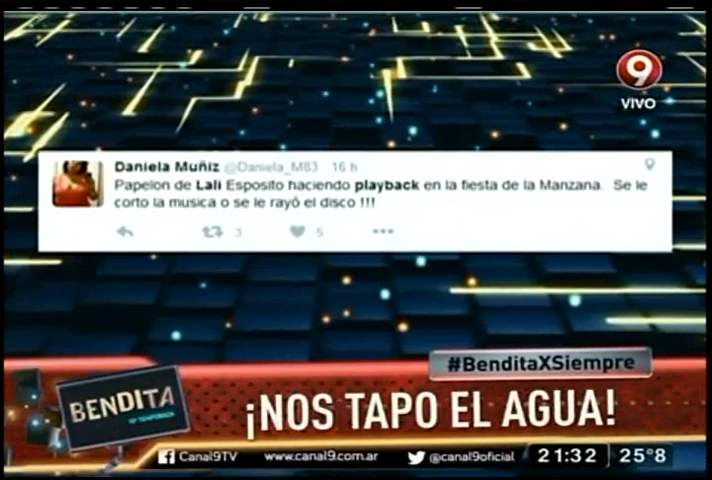 9
VIVO
Daniela Muñiz @Daniela_M83 16 h
Papelon de Lali Esposito haciendo playback en la fiesta de la Manzana. Se le
corto la musica o se le rayó el disco !!!
3 5
#BenditaXSiempre
BENDITA
¡NOS TAPO EL AGUA!
Canal9TV www.canal9.com.ar @canal9oficial 21:32 25°8